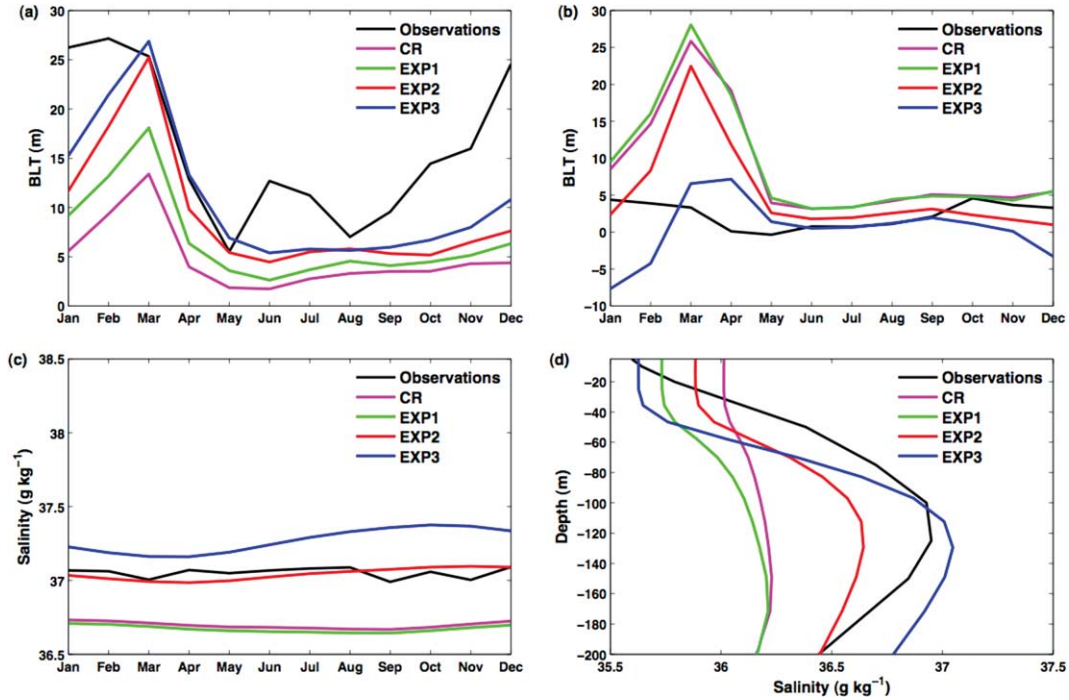 (a)
30
25
20
15
10
5
0
BLT (m)
Observations
CR
EXP1
EXP2
EXP3
Jan Feb Mar Apr May Jun Jul Aug Sep Oct Nov Dec
(b)
30
25
20
15
10
5
0
−5
−10
BLT (m)
Observations
CR
EXP1
EXP2
EXP3
Jan Feb Mar Apr May Jun Jul Aug Sep Oct Nov Dec
(c)
38.5
38
37.5
37
36.5
Salinity (g kg−1)
Observations
CR
EXP1
EXP2
EXP3
Jan Feb Mar Apr May Jun Jul Aug Sep Oct Nov Dec
(d)
−20
−40
−60
−80
−100
−120
−140
−160
−180
−200
Depth (m)
Observations
CR
EXP1
EXP2
EXP3
35.5 36 36.5 37 37.5
Salinity (g kg−1)